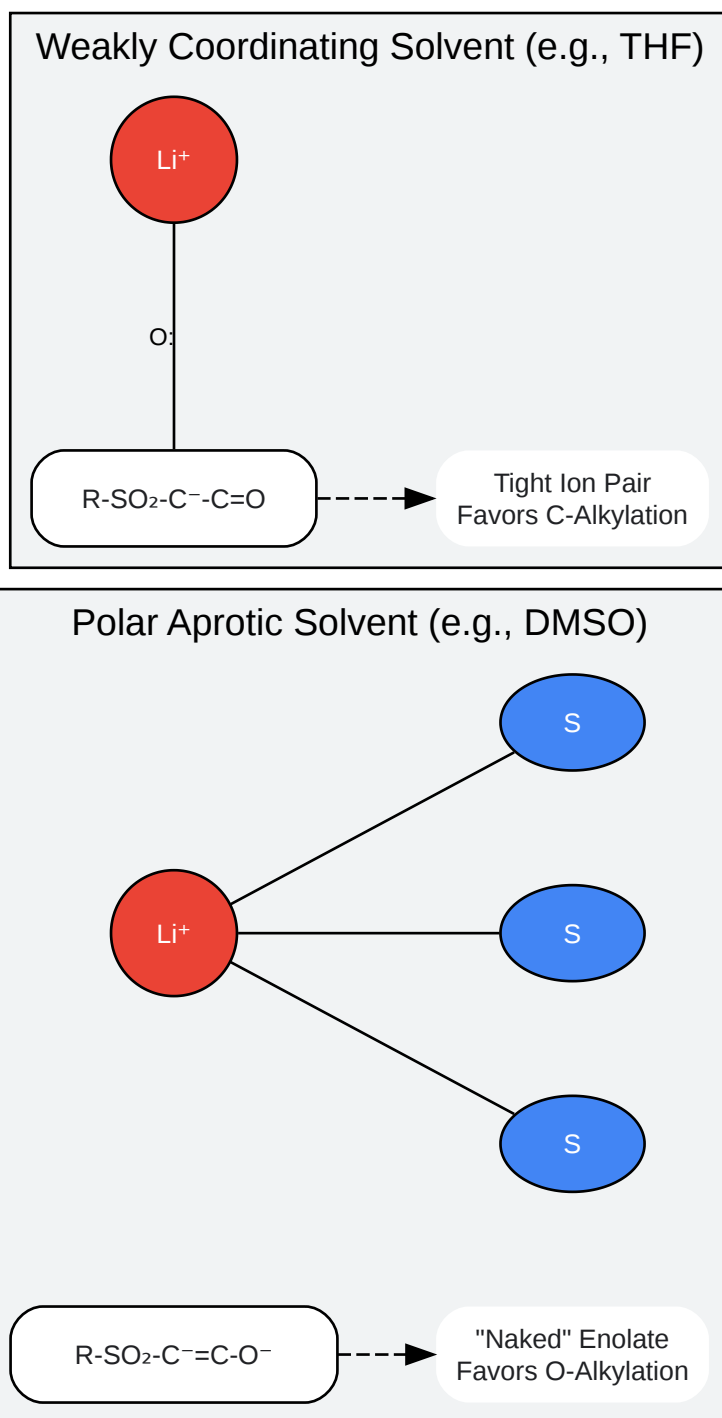 Weakly Coordinating Solvent (e.g., THF)
Li⁺
O:
R-SO₂-C⁻-C=O
Tight Ion Pair
Favors C-Alkylation
Polar Aprotic Solvent (e.g., DMSO)
S
Li⁺
S
S
R-SO₂-C⁻=C-O⁻
"Naked" Enolate
Favors O-Alkylation